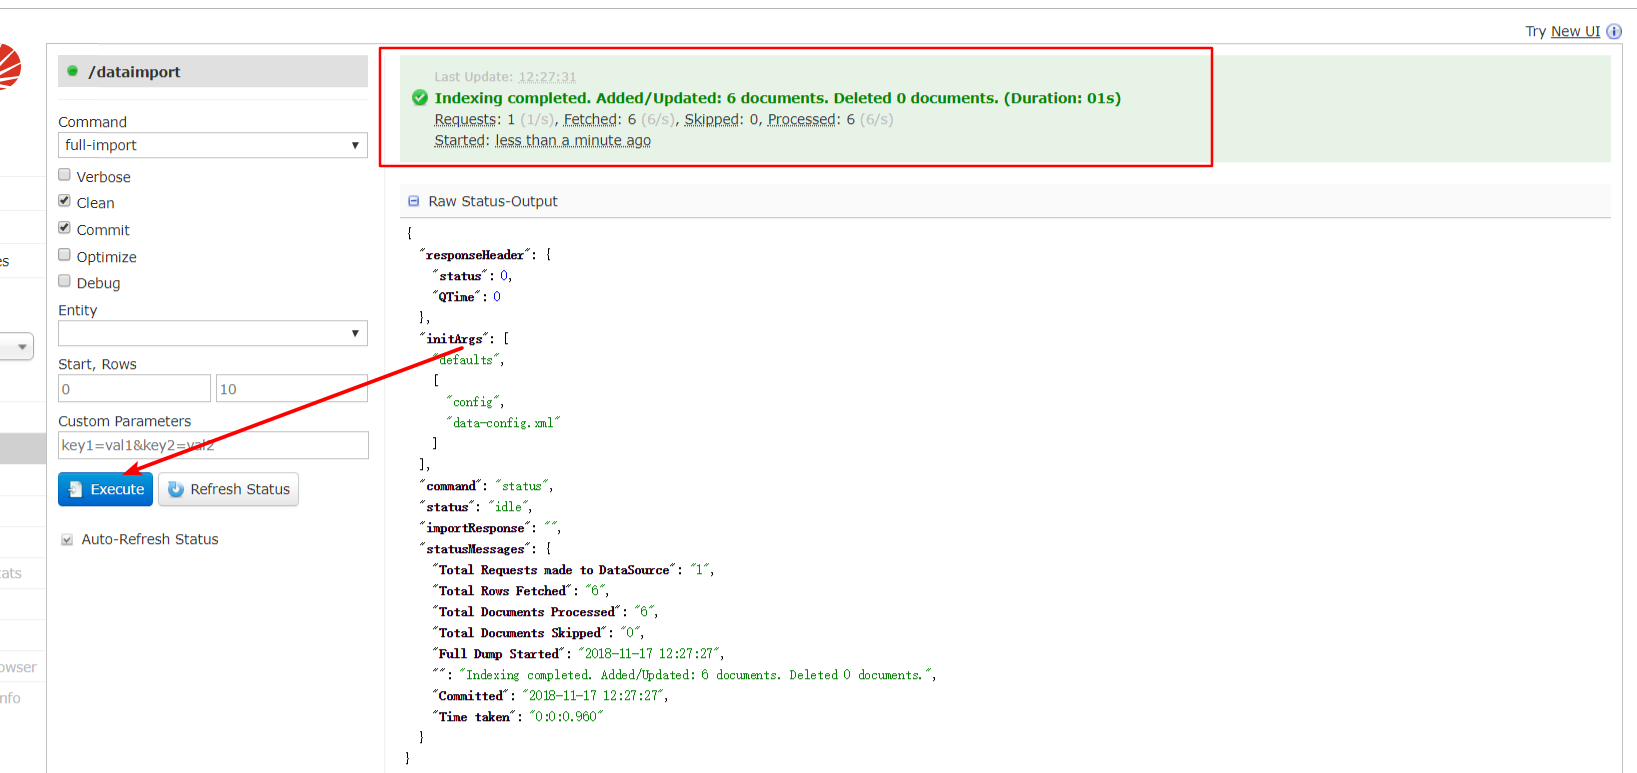 Try New UI
/dataimport
Command
full-import
Verbose
Clean
Commit
Optimize
Debug
Entity
Start, Rows
0 10
Custom Parameters
key1=val1&key2=val2
Execute Refresh Status
Auto-Refresh Status
Last Update: 12:27:31
Indexing completed. Added/Updated: 6 documents. Deleted 0 documents. (Duration: 01s)
Requests: 1 (1/s), Fetched: 6 (6/s), Skipped: 0, Processed: 6 (6/s)
Started: less than a minute ago
Raw Status-Output
{
"responseHeader": {
"status": 0,
"QTime": 0
},
"initArgs": [
"defaults",
[
"config",
"data-config.xml"
]
],
"command": "status",
"status": "idle",
"importResponse": "",
"statusMessages": {
"Total Requests made to DataSource": "1",
"Total Rows Fetched": "6",
"Total Documents Processed": "6",
"Total Documents Skipped": "0",
"Full Dump Started": "2018-11-17 12:27:27",
"": "Indexing completed. Added/Updated: 6 documents. Deleted 0 documents.",
"Committed": "2018-11-17 12:27:27",
"Time taken": "0:0:0.960"
}
}